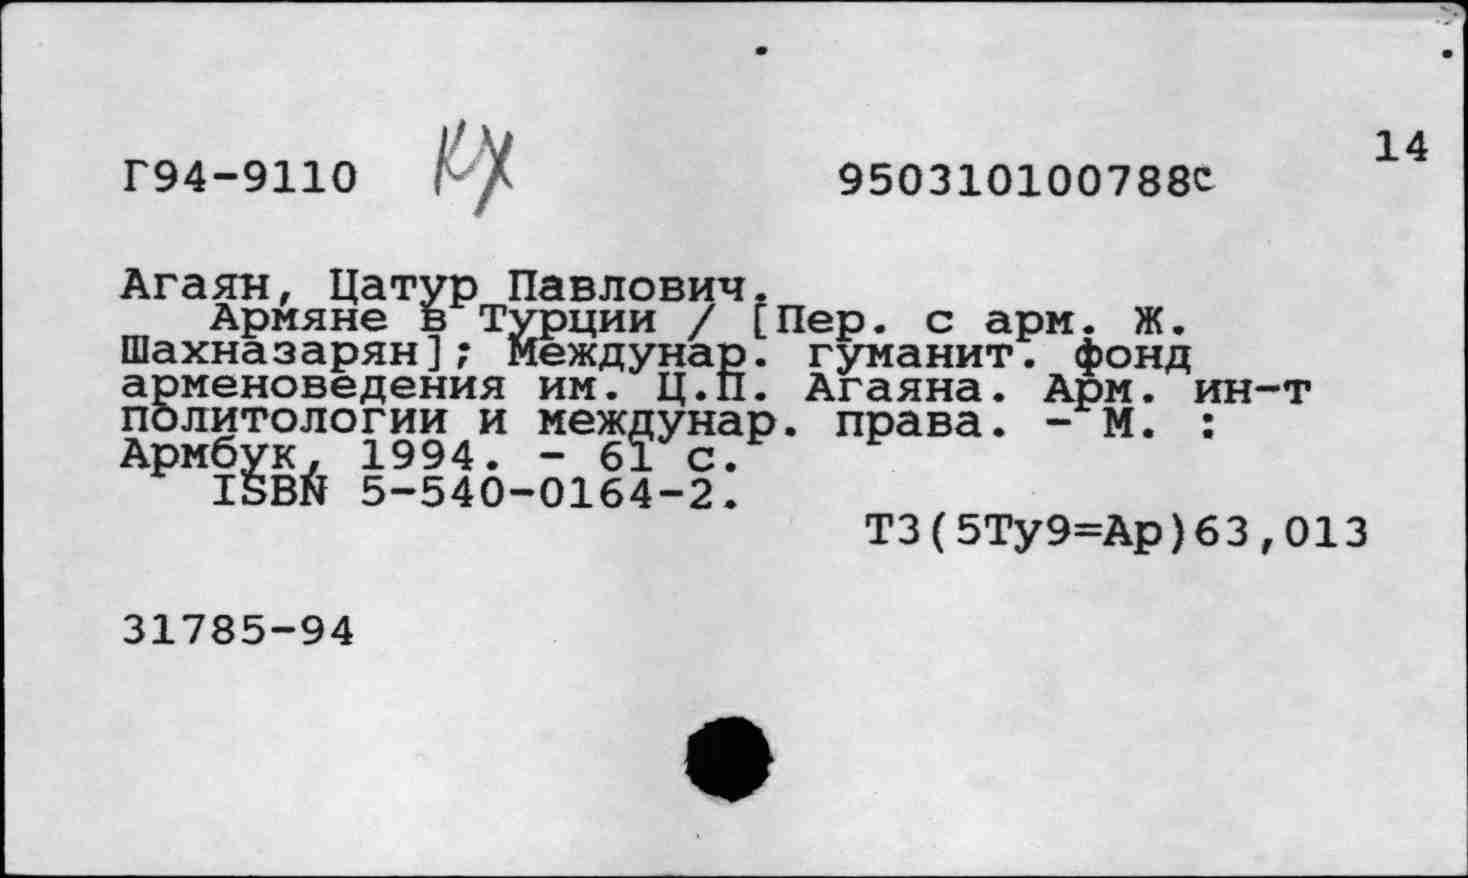 14
Г94-9110 КХ 950310100788С
Агаян, Цатур Павлович.
Армяне в Турции / [Пер. с арм. Ж.
Шахназарян]; Междунар. гуманит. фонд
арменоведения им. Ц.П. Агаяна. Арм. ин-т
политологии и междунар. права. - М. :
Армбук, 1994. - 61 с.
ISBN 5-540-0164-2.
Т3(5Ту9=Ар)63,013
31785-94